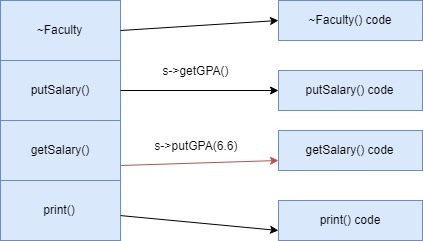 ~Faculty
~Faculty() code
s->getGPA()
putSalary()
putSalary() code
s->putGPA(6.6)
getSalary()
getSalary() code
print()
print() code